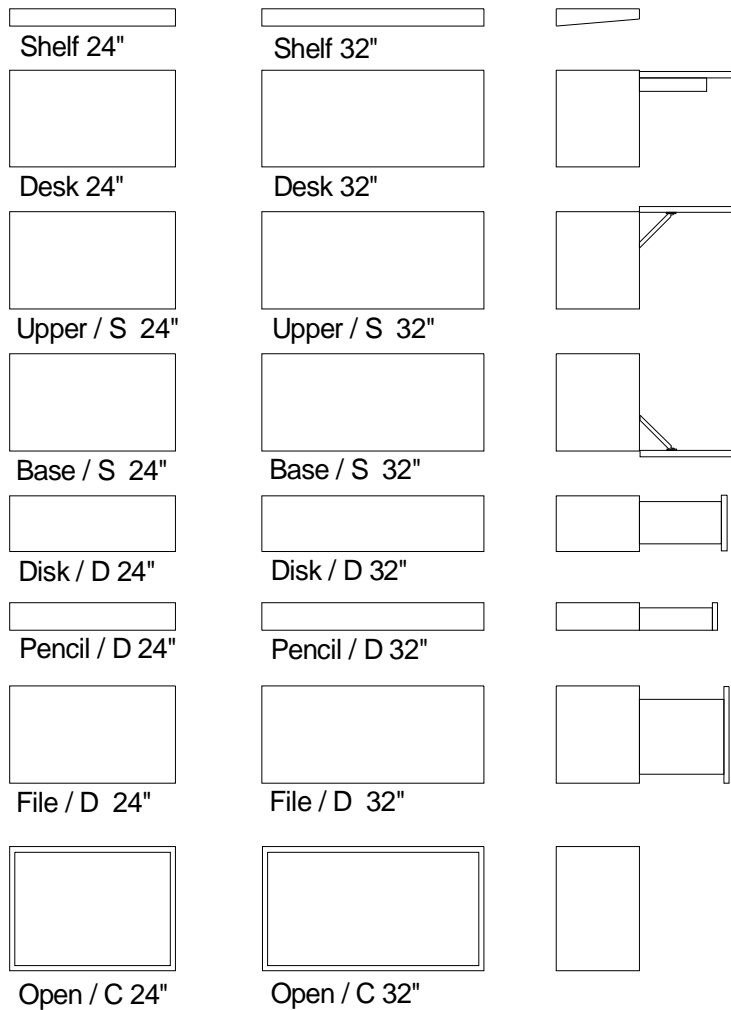 Shelf 24" Shelf 32"
Desk 24" Desk 32"
Upper / S  24" Upper / S  32"
Base / S  24" Base / S  32"
Disk / D 24" Disk / D 32"
Pencil / D 24" Pencil / D 32"
File / D  24" File / D  32"
Open / C 24" Open / C 32"